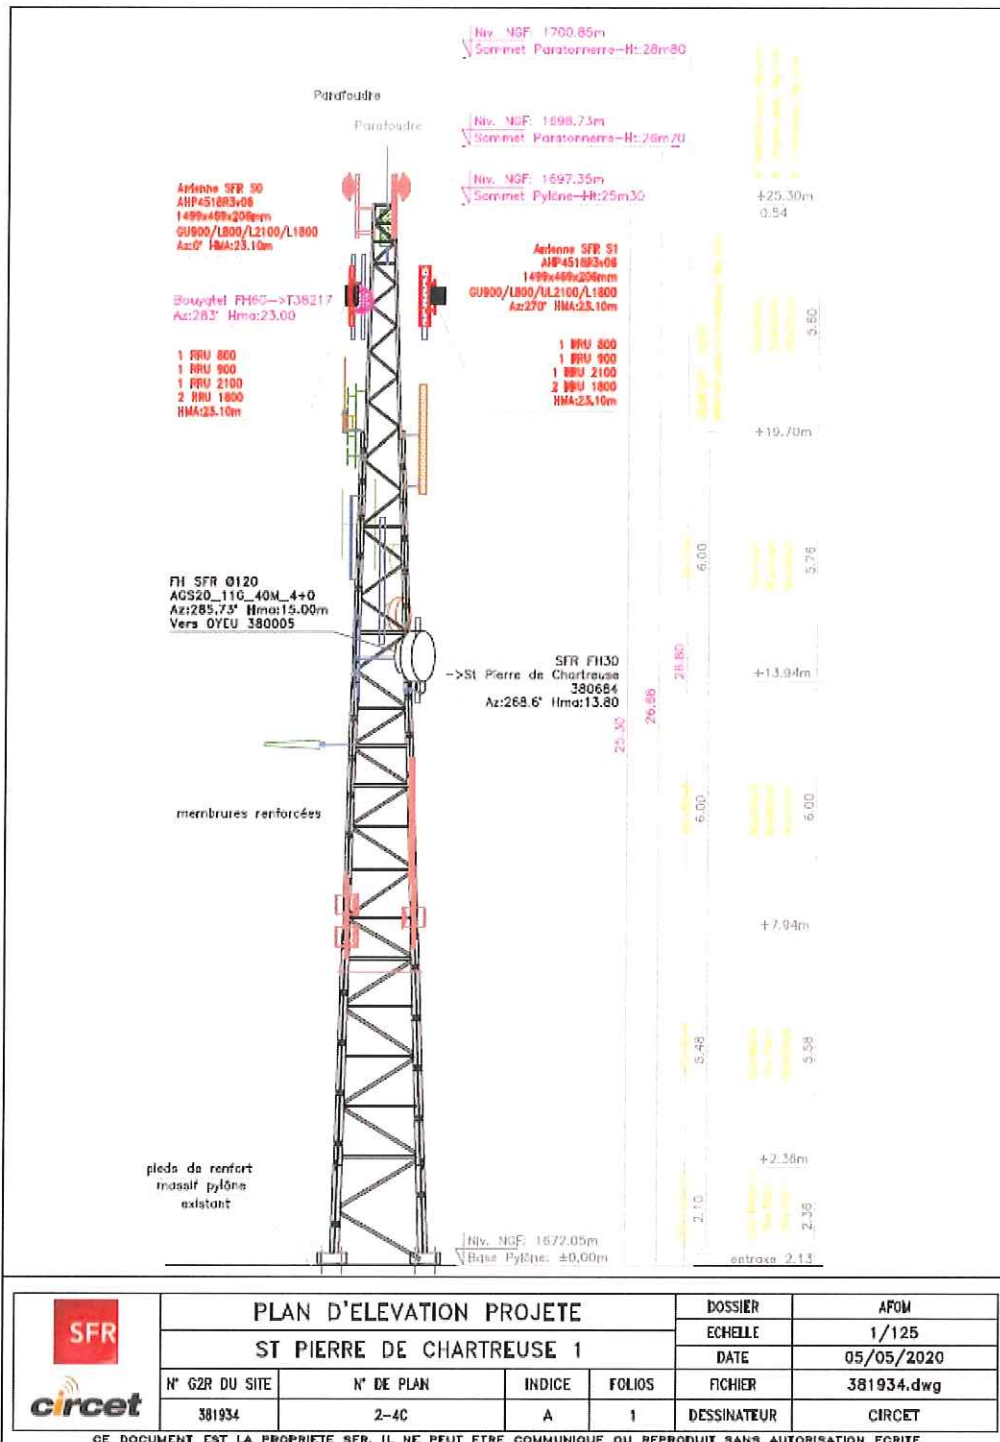 Niv. NGF: 1700.85m
Sommet Paratonnerre-Ht:28m80
Parafoudre
Parafoudre
Niv. NGF: 1698.73m
Sommet Paratonnerre-Ht:26m70
Niv. NGF: 1697.35m
Sommet Pylône-Ht:25m30
+25.30m
0.54
Antenne SFR S0
AHP4518R3v06
1499x469x206mm
GU900/L800/L2100/L1800
Az:0° HMA:23.10m
Antenne SFR S1
AHP4518R3v06
1499x469x206mm
GU900/L800/UL2100/L1800
Az:270° HMA:23.10m
Bouygtel FH60->T38217
Az:283° Hma:23.00
1 RRU 800
1 RRU 900
1 RRU 2100
2 RRU 1800
HMA:23.10m
1 RRU 800
1 RRU 900
1 RRU 2100
2 RRU 1800
HMA:23.10m
5.60
+19.70m
6.00
5.76
FH SFR Ø120
AGS20_11G_40M_4+0
Az:285.73° Hma:15.00m
Vers OYEU 380005
SFR FH30
->St Pierre de Chartreuse
380684
Az:268.6° Hma:13.80
25.30
26.86
28.80
+13.94m
membrures renforcées
6.00
6.00
+7.94m
5.48
5.58
+2.36m
pieds de renfort
massif pylône
existant
2.10
2.36
Niv. NGF: 1672.05m
Base Pylône: ±0,00m
entraxe 2.13
SFR
circet
PLAN D'ELEVATION PROJETE
ST PIERRE DE CHARTREUSE 1
N° G2R DU SITE
N° DE PLAN
INDICE
FOLIOS
381934
2-4C
A
1
DOSSIER
AFOM
ECHELLE
1/125
DATE
05/05/2020
FICHIER
381934.dwg
DESSINATEUR
CIRCET
CE DOCUMENT EST LA PROPRIETE SFR. IL NE PEUT ETRE COMMUNIQUE OU REPRODUIT SANS AUTORISATION ECRITE